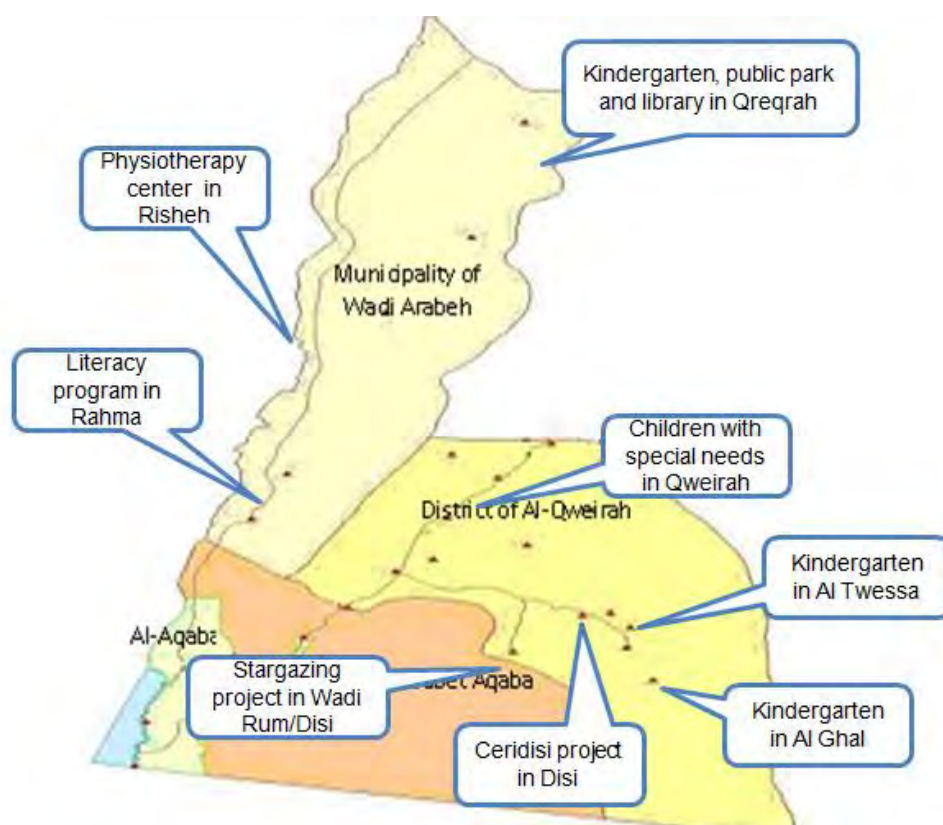 Kindergarten, public park
and library in Qreqrah
Physiotherapy
center in
Risheh
Municipality of
Wadi Arabeh
Literacy
program in
Rahma
Children with
special needs
in Qweirah
District of Al-Qweirah
Kindergarten
in Al Twessa
Al-Aqaba
Stargazing
project in Wadi
Rum/Disi
Aqaba
Kindergarten
in Al Ghal
Ceridisi project
in Disi